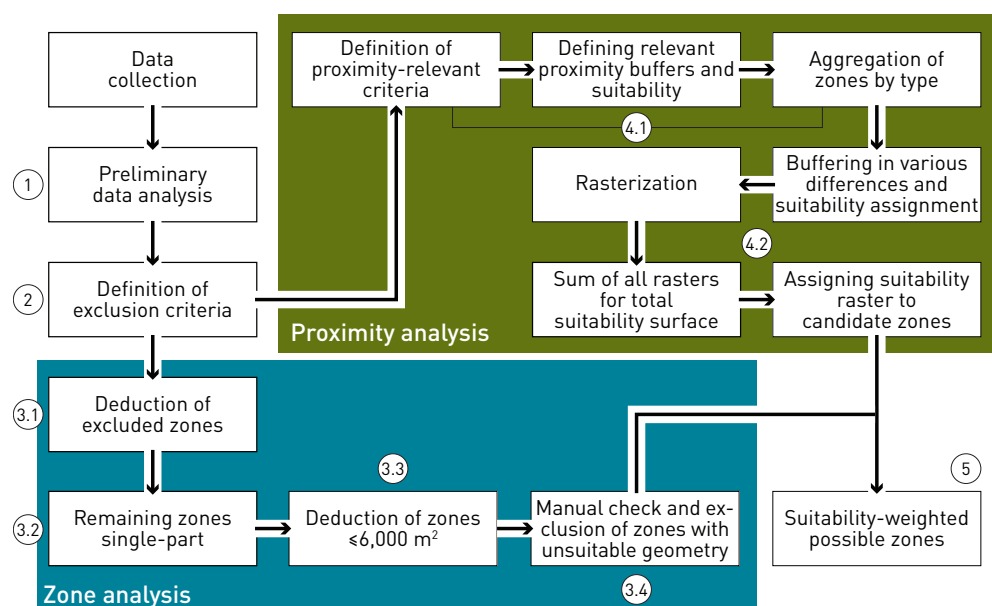 Data
collection
1
Preliminary
data analysis
2
Definition of
exclusion criteria
Definition of
proximity-relevant
criteria
Defining relevant
proximity buffers and
suitability
Aggregation of
zones by type
4.1
Rasterization
Buffering in various
differences and
suitability assignment
4.2
Sum of all rasters
for total
suitability surface
Assigning suitability
raster to
candidate zones
Proximity analysis
3.1
Deduction of
excluded zones
3.2
Remaining zones
single-part
3.3
Deduction of zones
≤6,000 m²
Manual check and ex-
clusion of zones with
unsuitable geometry
3.4
5
Suitability-weighted
possible zones
Zone analysis